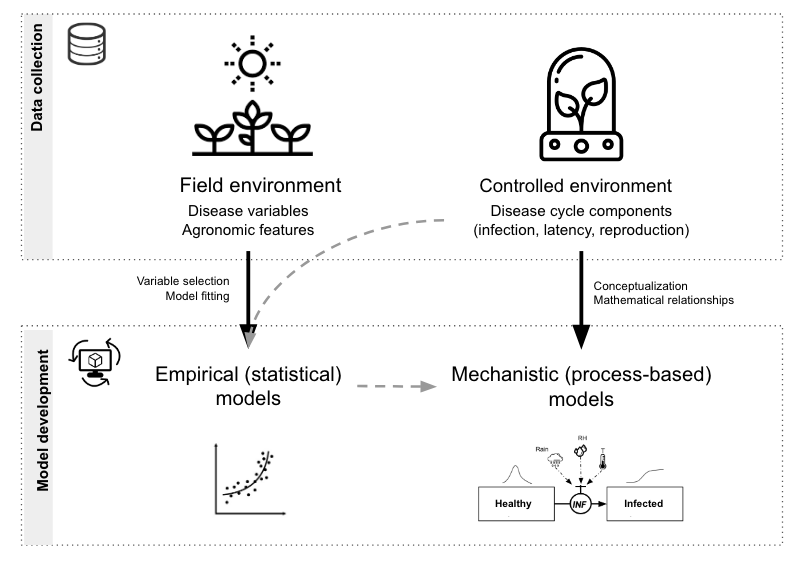 Data collection
Field environment
Disease variables
Agronomic features
Controlled environment
Disease cycle components
(infection, latency, reproduction)
Variable selection
Model fitting
Conceptualization
Mathematical relationships
Model development
Empirical (statistical)
models
Mechanistic (process-based)
models
Rain
RH
T
Healthy
INF
Infected